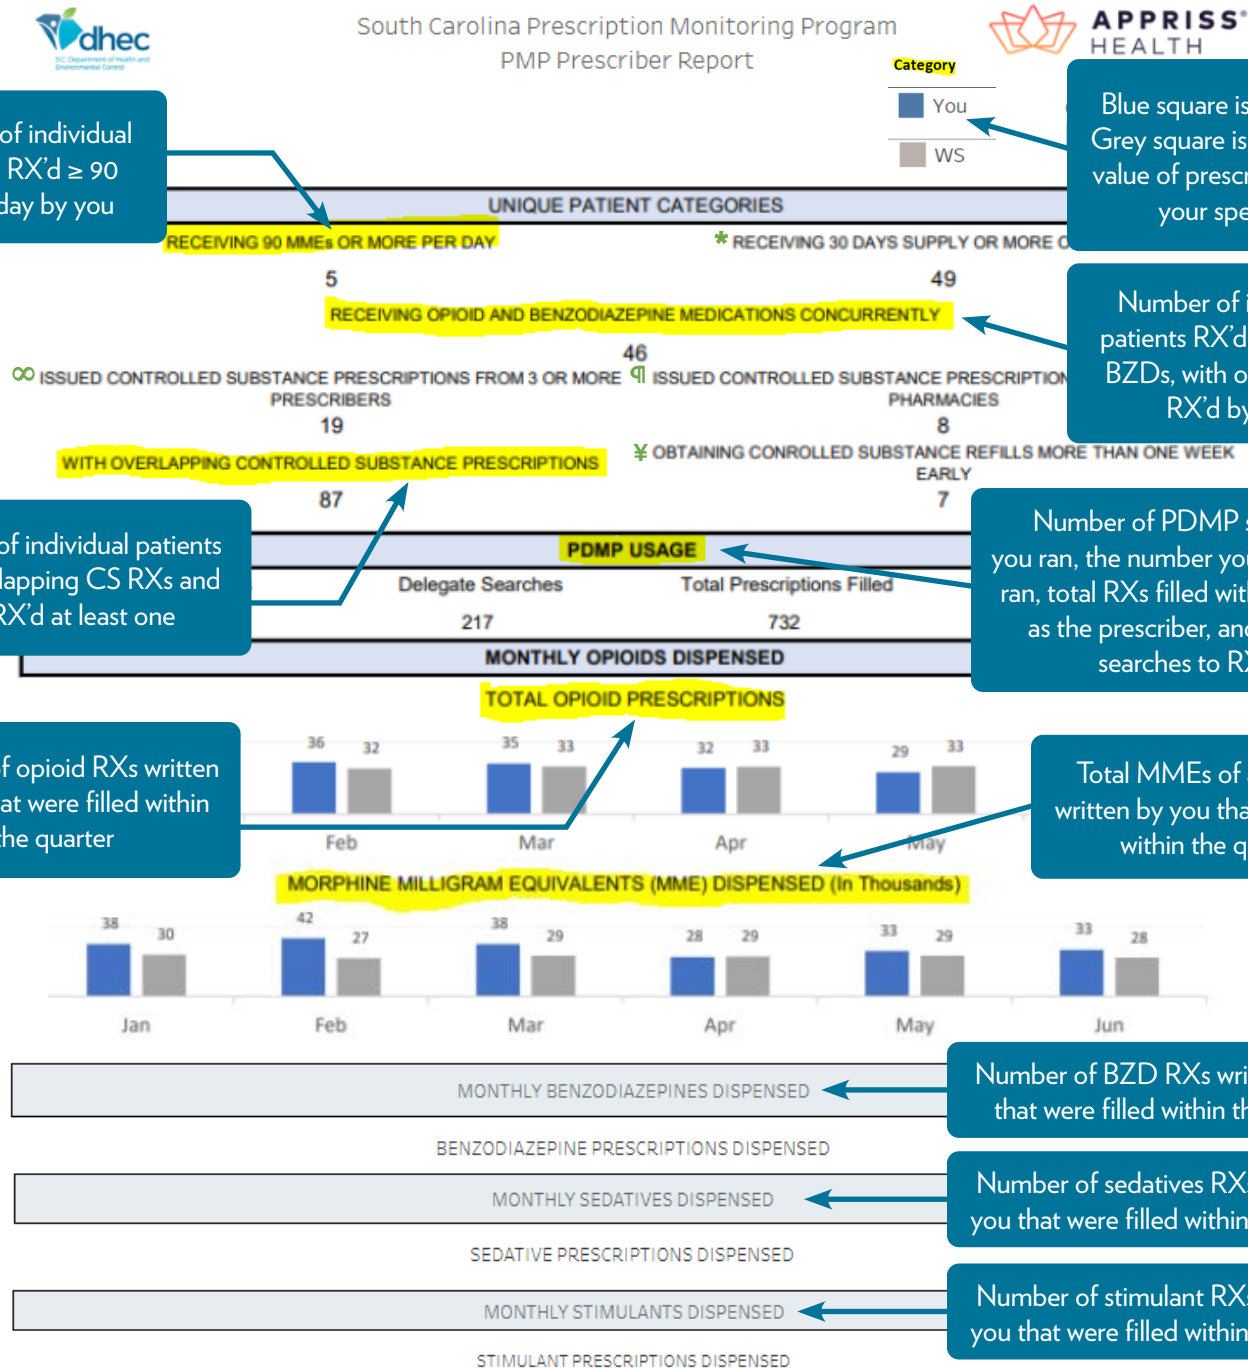 dhec
S.C. Department of Health and
Environmental Control
South Carolina Prescription Monitoring Program
PMP Prescriber Report
APPRISS®
HEALTH
Category
You
WS
Blue square is
Grey square is
value of prescr
your spe
of individual
RX'd ≥ 90
day by you
UNIQUE PATIENT CATEGORIES
RECEIVING 90 MMEs OR MORE PER DAY
5
* RECEIVING 30 DAYS SUPPLY OR MORE O
49
RECEIVING OPIOID AND BENZODIAZEPINE MEDICATIONS CONCURRENTLY
46
Number of i
patients RX'd
BZDs, with o
RX'd by
∞ ISSUED CONTROLLED SUBSTANCE PRESCRIPTIONS FROM 3 OR MORE
PRESCRIBERS
19
¶ ISSUED CONTROLLED SUBSTANCE PRESCRIPTION
PHARMACIES
8
WITH OVERLAPPING CONTROLLED SUBSTANCE PRESCRIPTIONS
87
¥ OBTAINING CONROLLED SUBSTANCE REFILLS MORE THAN ONE WEEK
EARLY
7
of individual patients
lapping CS RXs and
RX'd at least one
PDMP USAGE
Delegate Searches
217
Total Prescriptions Filled
732
Number of PDMP s
you ran, the number you
ran, total RXs filled with
as the prescriber, and
searches to RX
MONTHLY OPIOIDS DISPENSED
TOTAL OPIOID PRESCRIPTIONS
36 32 35 33 32 33 29 33
Feb Mar Apr May
of opioid RXs written
at were filled within
the quarter
Total MMEs of
written by you tha
within the q
MORPHINE MILLIGRAM EQUIVALENTS (MME) DISPENSED (In Thousands)
38 30 42 27 38 29 28 29 33 29 33 28
Jan Feb Mar Apr May Jun
MONTHLY BENZODIAZEPINES DISPENSED
Number of BZD RXs wri
that were filled within th
BENZODIAZEPINE PRESCRIPTIONS DISPENSED
MONTHLY SEDATIVES DISPENSED
Number of sedatives RXs
you that were filled within
SEDATIVE PRESCRIPTIONS DISPENSED
MONTHLY STIMULANTS DISPENSED
Number of stimulant RXs
you that were filled within
STIMULANT PRESCRIPTIONS DISPENSED